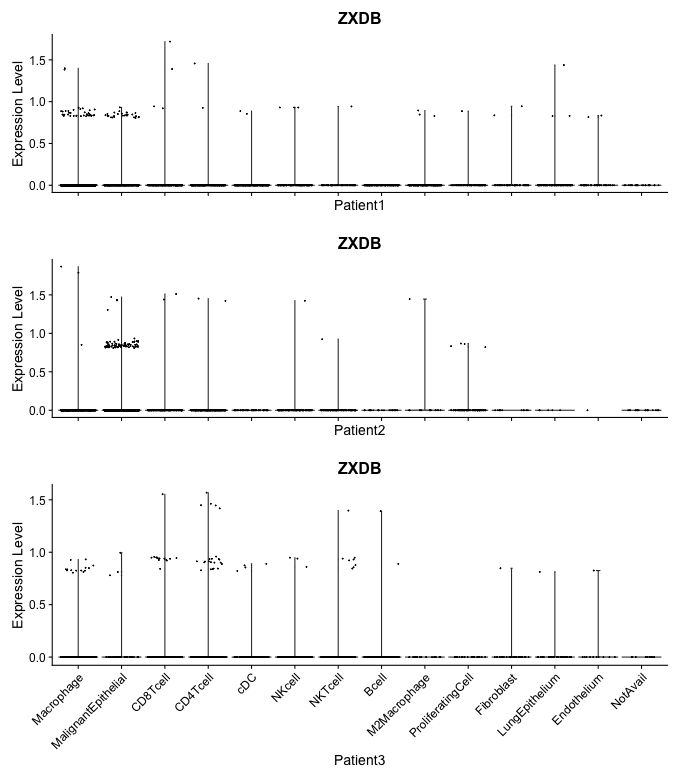 ZXDB
Expression Level
1.5
1.0
0.5
0.0
Patient1
ZXDB
Expression Level
1.5
1.0
0.5
0.0
Patient2
ZXDB
Expression Level
1.5
1.0
0.5
0.0
Macrophage
MalignantEpithelial
CD8Tcell
CD4Tcell
cDC
NKcell
NKTcell
Bcell
M2Macrophage
ProliferatingCell
Fibroblast
LungEpithelium
Endothelium
NotAvail
Patient3